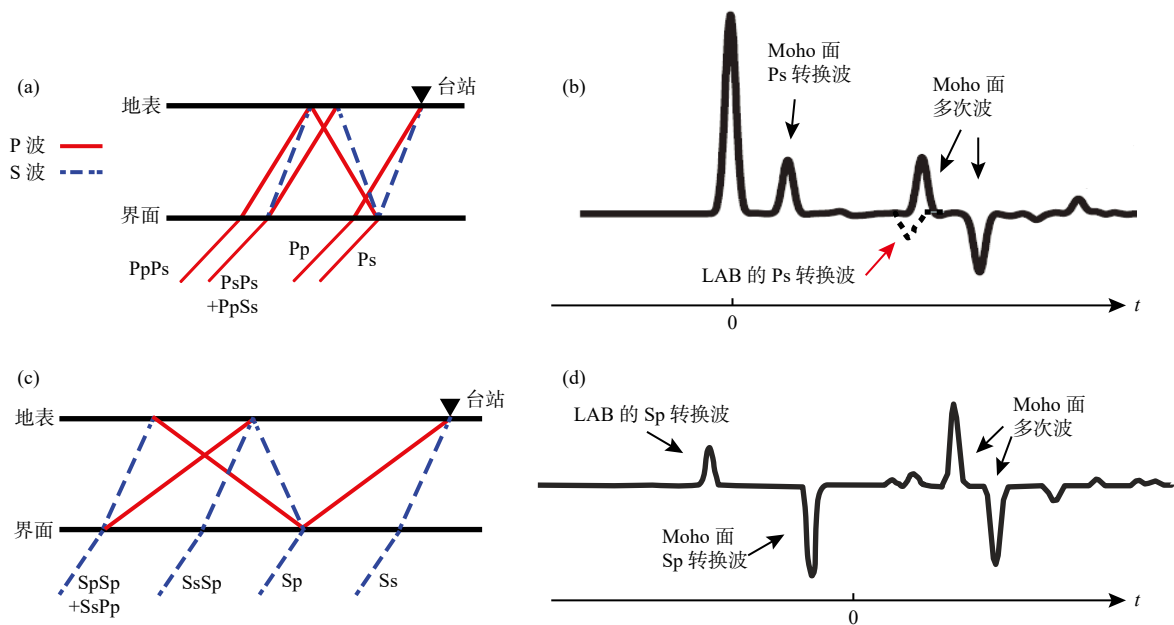 (a)
台站
地表
P 波
S 波
界面
PpPs
PsPs
+PpSs
Pp
Ps
(b)
Moho 面
Ps 转换波
Moho 面
多次波
LAB 的 Ps 转换波
0
t
(c)
台站
地表
界面
SpSp
+SsPp
SsSp
Sp
Ss
(d)
LAB 的 Sp 转换波
Moho 面
多次波
Moho 面
Sp 转换波
0
t